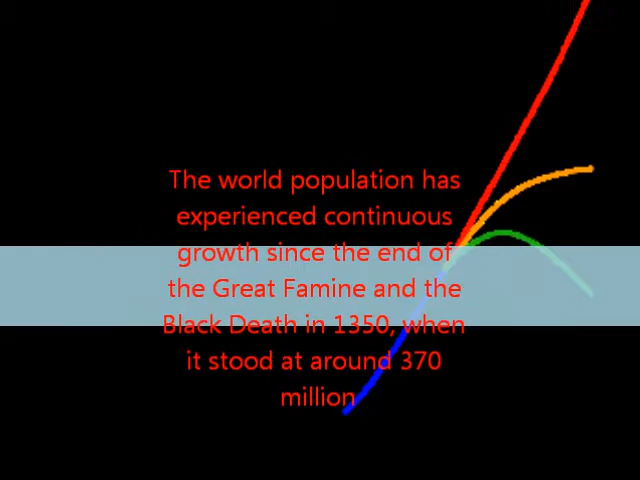 The world population has
experienced continuous
growth since the end of
the Great Famine and the
Black Death in 1350, when
it stood at around 370
million